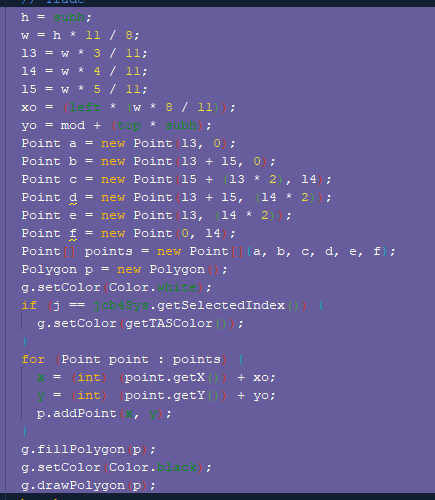 // Trade
h = subh;
w = h * 11 / 8;
l3 = w * 3 / 11;
l4 = w * 4 / 11;
l5 = w * 5 / 11;
xo = (left * (w * 8 / 11));
yo = mod + (top * subh);
Point a = new Point(l3, 0);
Point b = new Point(l3 + l5, 0);
Point c = new Point(l5 + (l3 * 2), l4);
Point d = new Point(l3 + l5, (l4 * 2));
Point e = new Point(l3, (l4 * 2));
Point f = new Point(0, l4);
Point[] points = new Point[]{a, b, c, d, e, f};
Polygon p = new Polygon();
g.setColor(Color.white);
if (j == jcb4Sys.getSelectedIndex()) {
g.setColor(getTASColor());
}
for (Point point : points) {
x = (int) (point.getX()) + xo;
y = (int) (point.getY()) + yo;
p.addPoint(x, y);
}
g.fillPolygon(p);
g.setColor(Color.black);
g.drawPolygon(p);